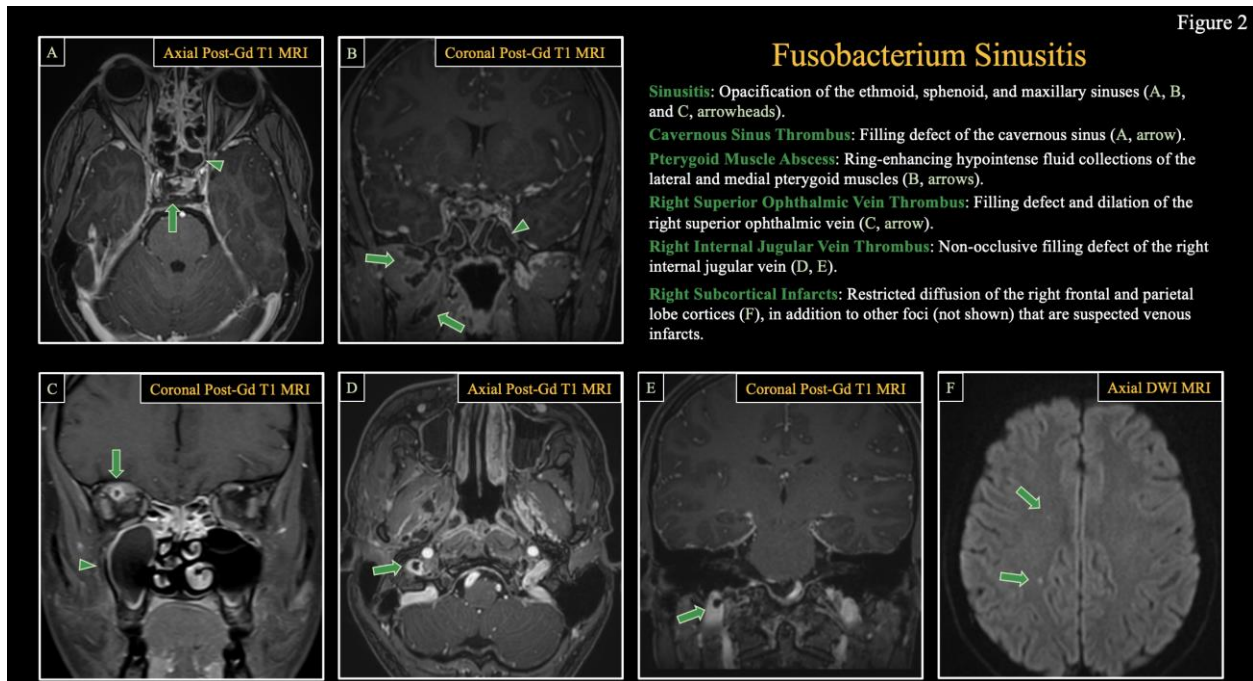 Figure 2
A
Axial Post-Gd T1 MRI
B
Coronal Post-Gd T1 MRI
Fusobacterium Sinusitis
Sinusitis: Opacification of the ethmoid, sphenoid, and maxillary sinuses (A, B,
and C, arrowheads).
Cavernous Sinus Thrombus: Filling defect of the cavernous sinus (A, arrow).
Pterygoid Muscle Abscess: Ring-enhancing hypointense fluid collections of the
lateral and medial pterygoid muscles (B, arrows).
Right Superior Ophthalmic Vein Thrombus: Filling defect and dilation of the
right superior ophthalmic vein (C, arrow).
Right Internal Jugular Vein Thrombus: Non-occlusive filling defect of the right
internal jugular vein (D, E).
Right Subcortical Infarcts: Restricted diffusion of the right frontal and parietal
lobe cortices (F), in addition to other foci (not shown) that are suspected venous
infarcts.
C
Coronal Post-Gd T1 MRI
D
Axial Post-Gd T1 MRI
E
Coronal Post-Gd T1 MRI
F
Axial DWI MRI